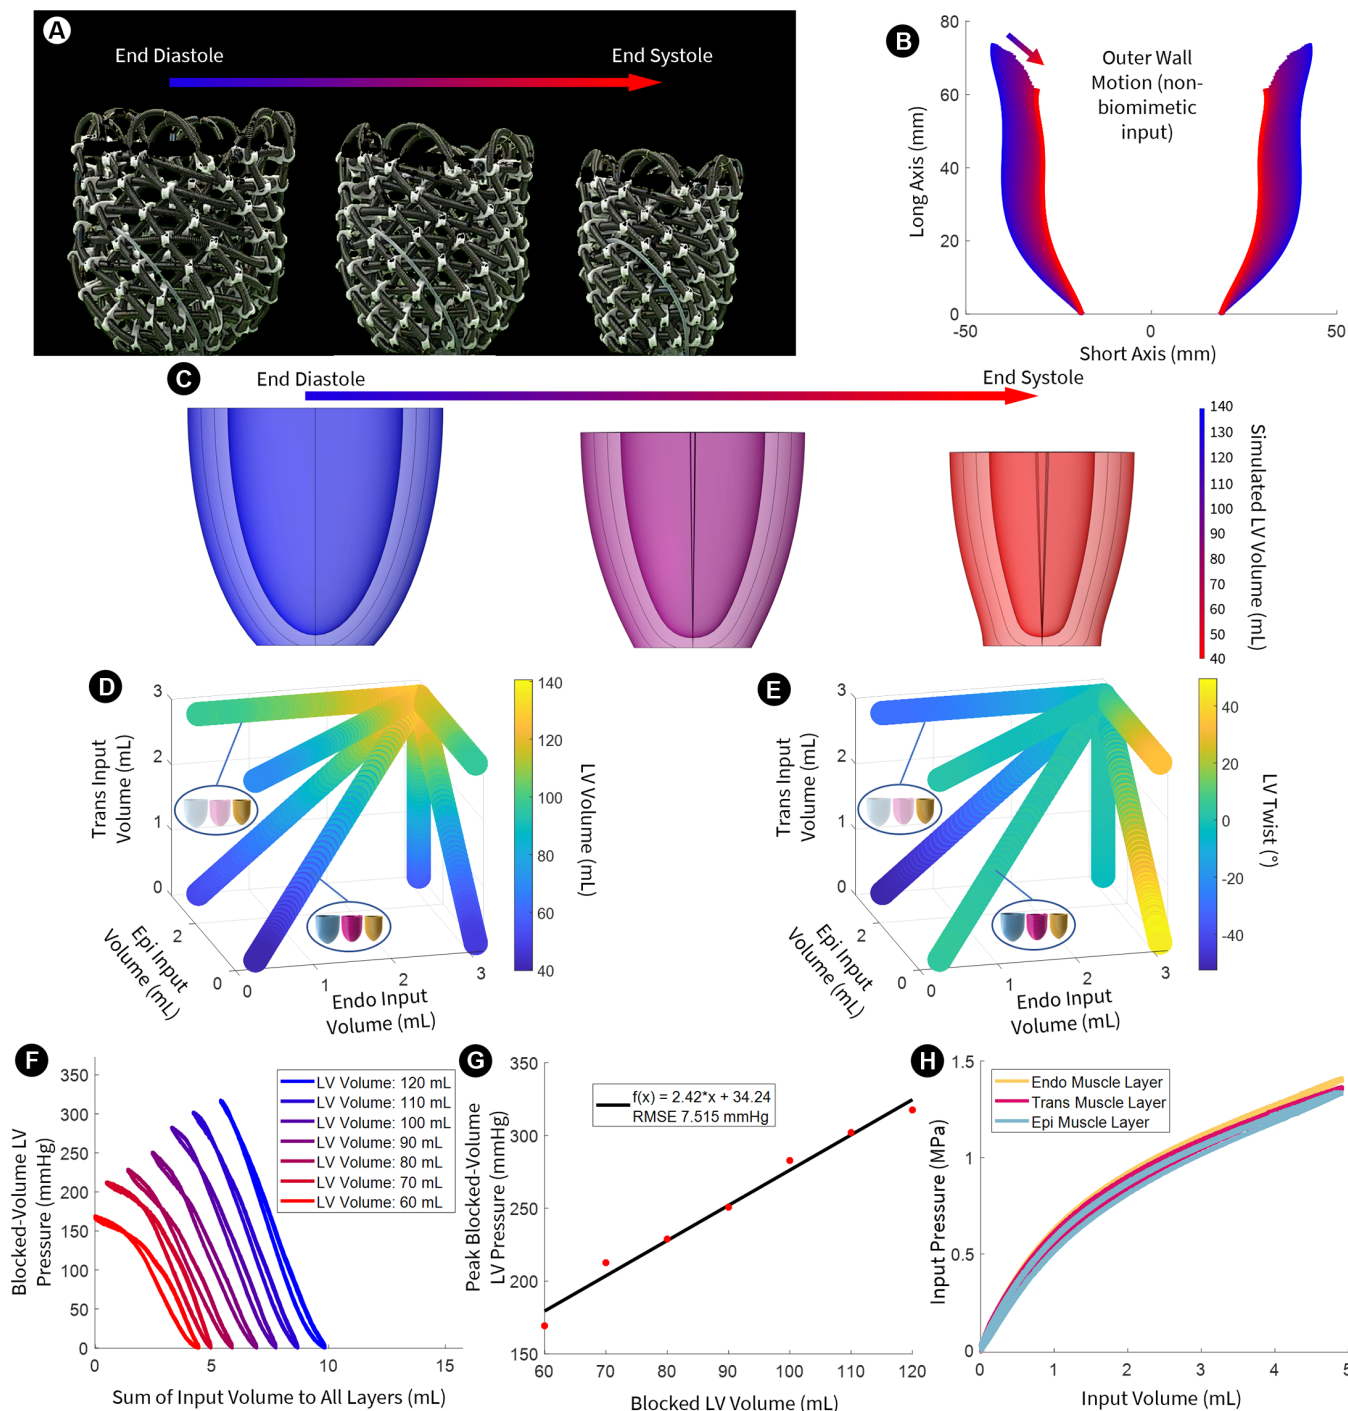 A
End Diastole
End Systole
B
80
60
40
20
0
-50
0
50
Long Axis (mm)
Short Axis (mm)
Outer Wall
Motion (non-
biomimetic
input)
C
End Diastole
End Systole
140
130
120
110
100
90
80
70
60
50
40
Simulated LV Volume (mL)
D
3
2
1
0
Trans Input
Volume (mL)
2
0
Epi Input
Volume (mL)
0
1
2
3
Endo Input
Volume (mL)
140
120
100
80
60
40
LV Volume (mL)
E
3
2
1
0
Trans Input
Volume (mL)
2
0
Epi Input
Volume (mL)
0
1
2
3
Endo Input
Volume (mL)
40
20
0
-20
-40
LV Twist (°)
F
350
300
250
200
150
100
50
0
Blocked-Volume LV
Pressure (mmHg)
LV Volume: 120 mL
LV Volume: 110 mL
LV Volume: 100 mL
LV Volume: 90 mL
LV Volume: 80 mL
LV Volume: 70 mL
LV Volume: 60 mL
0
5
10
15
Sum of Input Volume to All Layers (mL)
G
350
300
250
200
150
Peak Blocked-Volume
LV Pressure (mmHg)
f(x) = 2.42*x + 34.24
RMSE 7.515 mmHg
60
70
80
90
100
110
120
Blocked LV Volume (mL)
H
1.5
1
0.5
0
Input Pressure (MPa)
Endo Muscle Layer
Trans Muscle Layer
Epi Muscle Layer
0
1
2
3
4
5
Input Volume (mL)